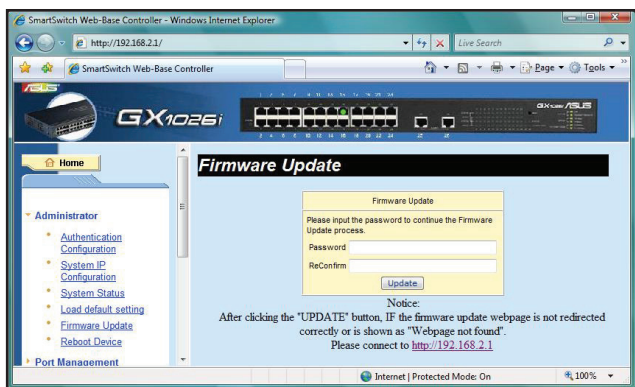 SmartSwitch Web-Base Controller - Windows Internet Explorer
http://192.168.2.1/
Live Search
SmartSwitch Web-Base Controller
Page
Tools
ASUS
GX1026i
ASUS
Home
Administrator
Authentication
Configuration
System IP
Configuration
System Status
Load default setting
Firmware Update
Reboot Device
Port Management
Firmware Update
Firmware Update
Please input the password to continue the Firmware
Update process.
Password
ReConfirm
Update
Notice:
After clicking the "UPDATE" button, IF the firmware update webpage is not redirected
correctly or is shown as "Webpage not found".
Please connect to http://192.168.2.1
Internet | Protected Mode: On
100%